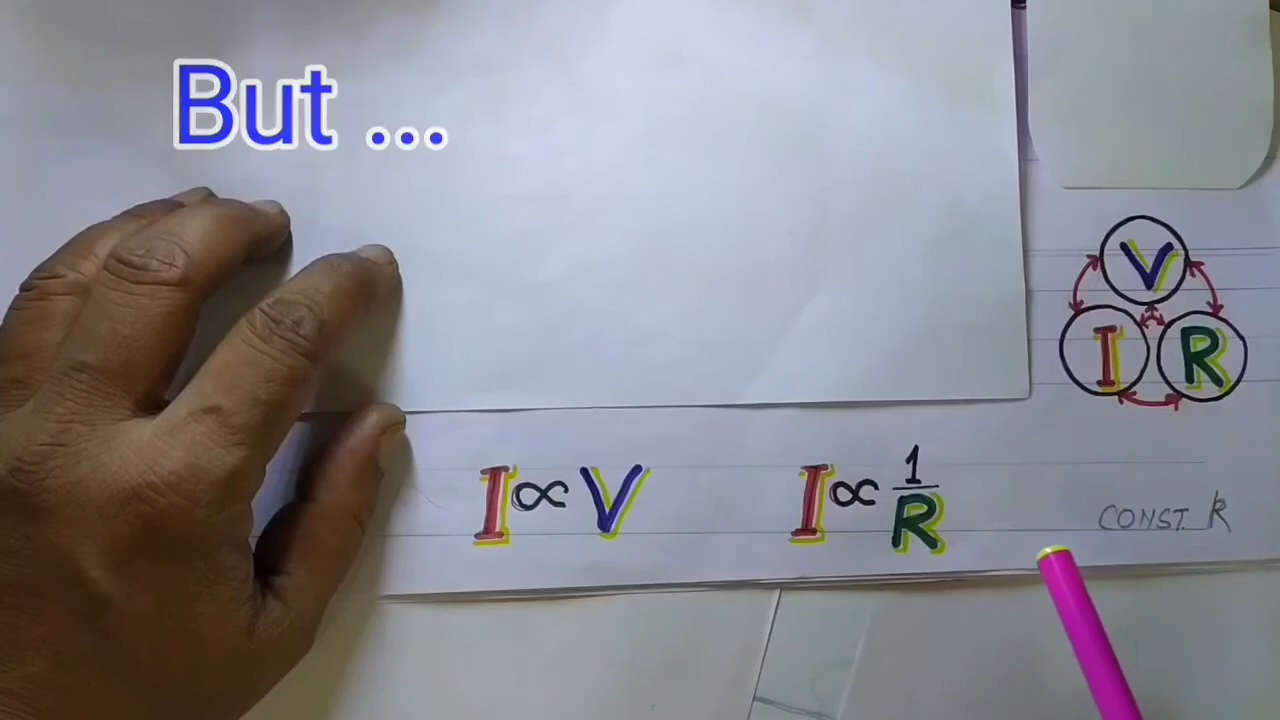 But ...
V
I R
I ∝ V
I ∝ 1/R
CONST R